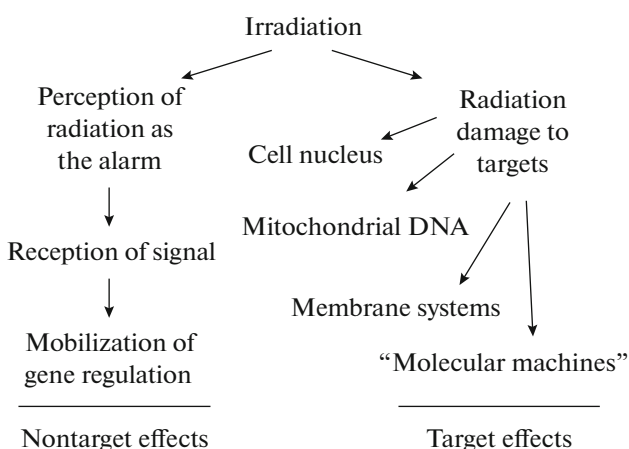 Irradiation
Perception of
radiation as
the alarm
Reception of signal
Mobilization of
gene regulation
Nontarget effects
Radiation
damage to
targets
Cell nucleus
Mitochondrial DNA
Membrane systems
“Molecular machines”
Target effects